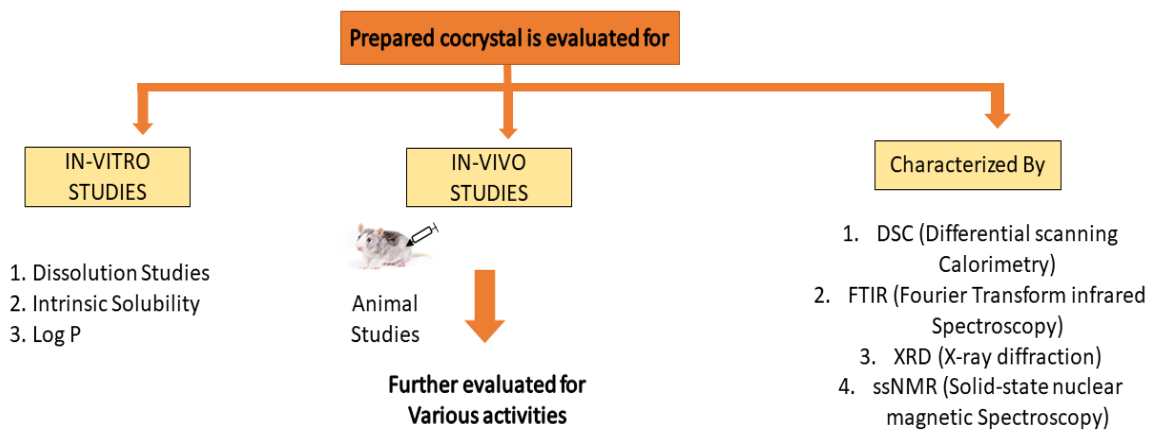 Prepared cocrystal is evaluated for
IN-VITRO
STUDIES
1. Dissolution Studies
2. Intrinsic Solubility
3. Log P
IN-VIVO
STUDIES
Animal
Studies
Further evaluated for
Various activities
Characterized By
1. DSC (Differential scanning
Calorimetry)
2. FTIR (Fourier Transform infrared
Spectroscopy)
3. XRD (X-ray diffraction)
4. ssNMR (Solid-state nuclear
magnetic Spectroscopy)